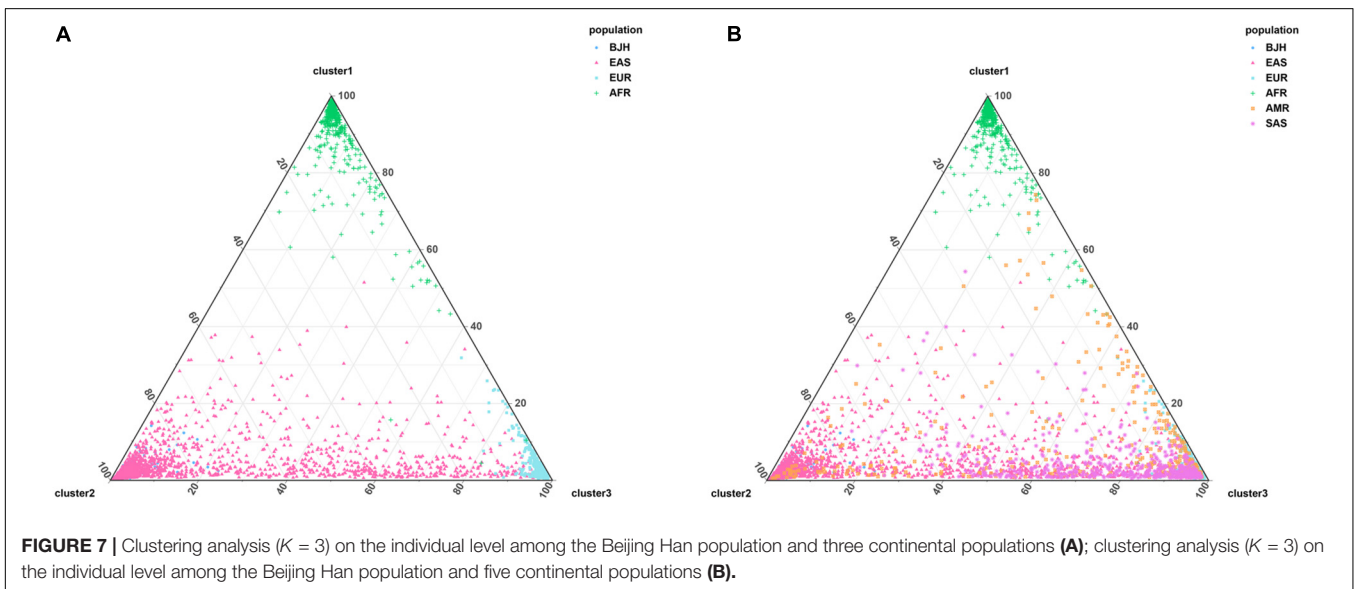 A
population
BJH
EAS
EUR
AFR
cluster1
100
20
80
40
60
60
40
80
20
100
cluster2
20
40
60
80
100
cluster3
B
population
BJH
EAS
EUR
AFR
AMR
SAS
cluster1
100
20
80
40
60
60
40
80
20
100
cluster2
20
40
60
80
100
cluster3
FIGURE 7 | Clustering analysis (K = 3) on the individual level among the Beijing Han population and three continental populations (A); clustering analysis (K = 3) on
the individual level among the Beijing Han population and five continental populations (B).